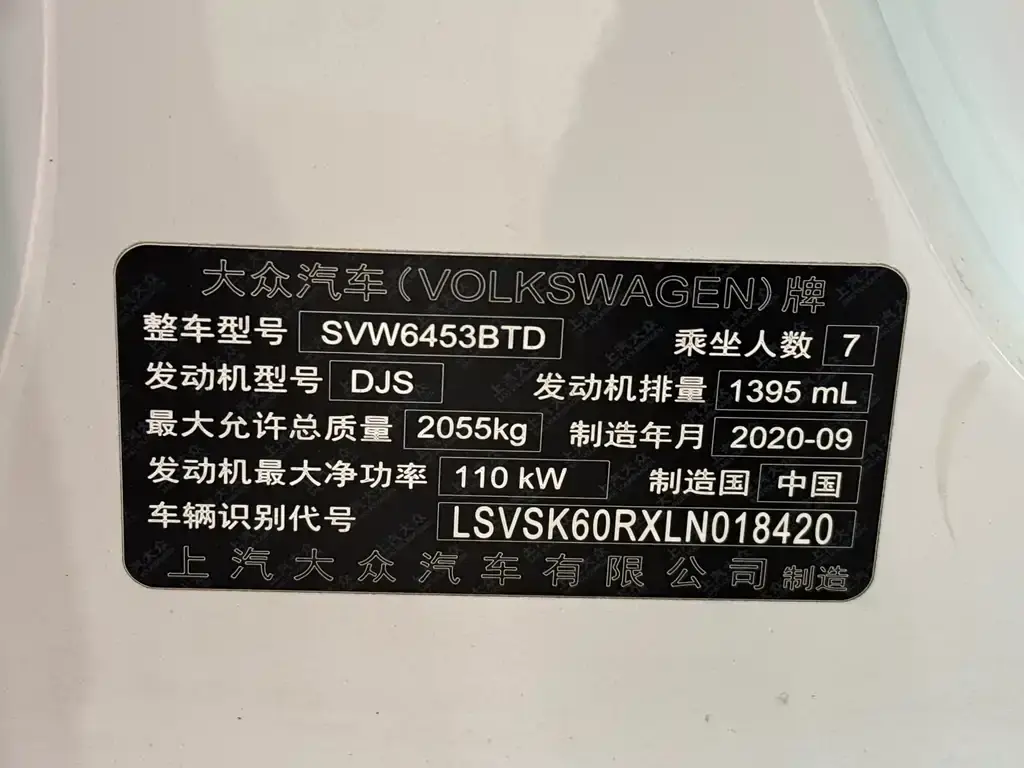 大众汽车(VOLKSWAGEN)牌
整车型号 SVW6453BTD 乘坐人数 7
发动机型号 DJS 发动机排量 1395 mL
最大允许总质量 2055kg 制造年月 2020-09
发动机最大净功率 110 kW 制造国 中国
车辆识别代号 LSVSK60RXLN018420
上汽大众汽车有限公司 制造